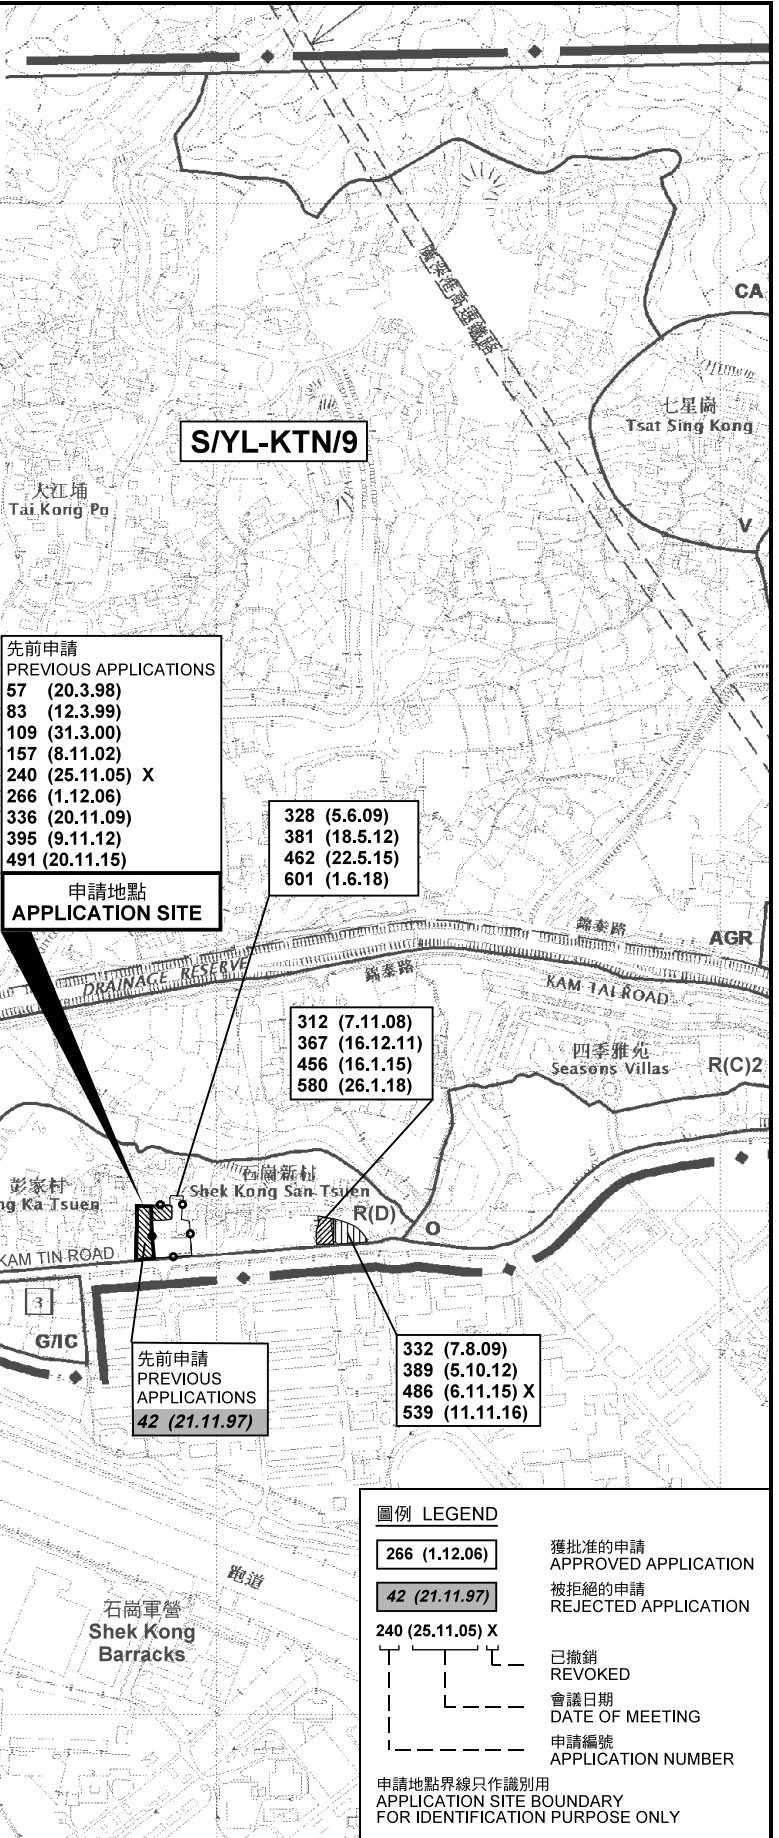 廣深港高速鐵路
CA
七星崗
Tsat Sing Kong
S/YL-KTN/9
大江埔
Tai Kong Po
V
先前申請
PREVIOUS APPLICATIONS
57 (20.3.98)
83 (12.3.99)
109 (31.3.00)
157 (8.11.02)
240 (25.11.05) X
266 (1.12.06)
336 (20.11.09)
395 (9.11.12)
491 (20.11.15)
申請地點
APPLICATION SITE
328 (5.6.09)
381 (18.5.12)
462 (22.5.15)
601 (1.6.18)
錦泰路
AGR
DRAINAGE RESERVE
錦泰路
KAM TAI ROAD
312 (7.11.08)
367 (16.12.11)
456 (16.1.15)
580 (26.1.18)
四季雅苑
Seasons Villas
R(C)2
彭家村
ng Ka Tsuen
石崗新村
Shek Kong San Tsuen
R(D)
O
KAM TIN ROAD
3
G/IC
先前申請
PREVIOUS
APPLICATIONS
42 (21.11.97)
332 (7.8.09)
389 (5.10.12)
486 (6.11.15) X
539 (11.11.16)
跑道
石崗軍營
Shek Kong
Barracks
圖例 LEGEND
266 (1.12.06)
獲批准的申請
APPROVED APPLICATION
42 (21.11.97)
被拒絕的申請
REJECTED APPLICATION
240 (25.11.05) X
已撤銷
REVOKED
會議日期
DATE OF MEETING
申請編號
APPLICATION NUMBER
申請地點界線只作識別用
APPLICATION SITE BOUNDARY
FOR IDENTIFICATION PURPOSE ONLY